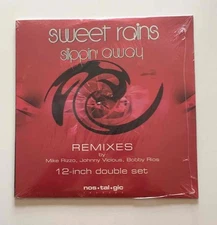 sweet rains
slippin away
REMIXES
by
Mike Rizzo, Johnny Vicious, Bobby Rios
12-inch double set
nos·tal·gic